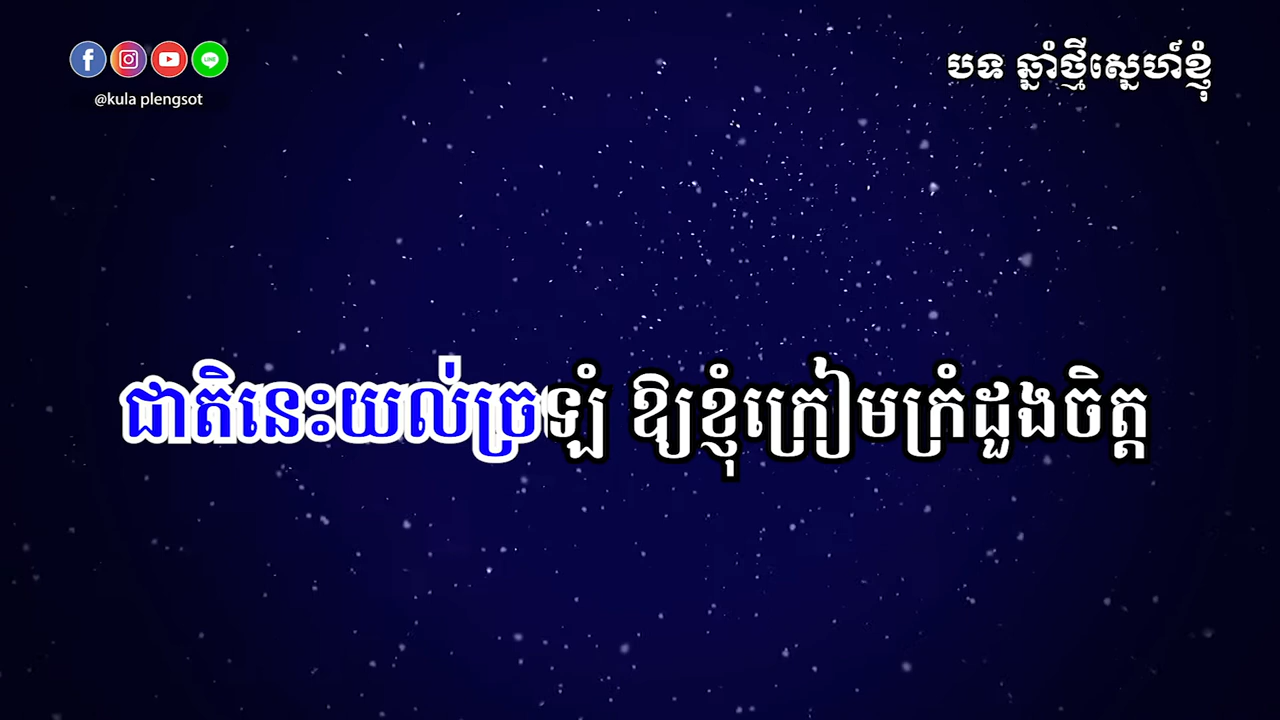 បទ ឆ្នាំថ្មីស្នេហ៍ខ្ញុំ
@kula plengsot
ជាតិនេះយល់ច្រឡំ ឱ្យខ្ញុំក្រៀមក្រំដួងចិត្ត